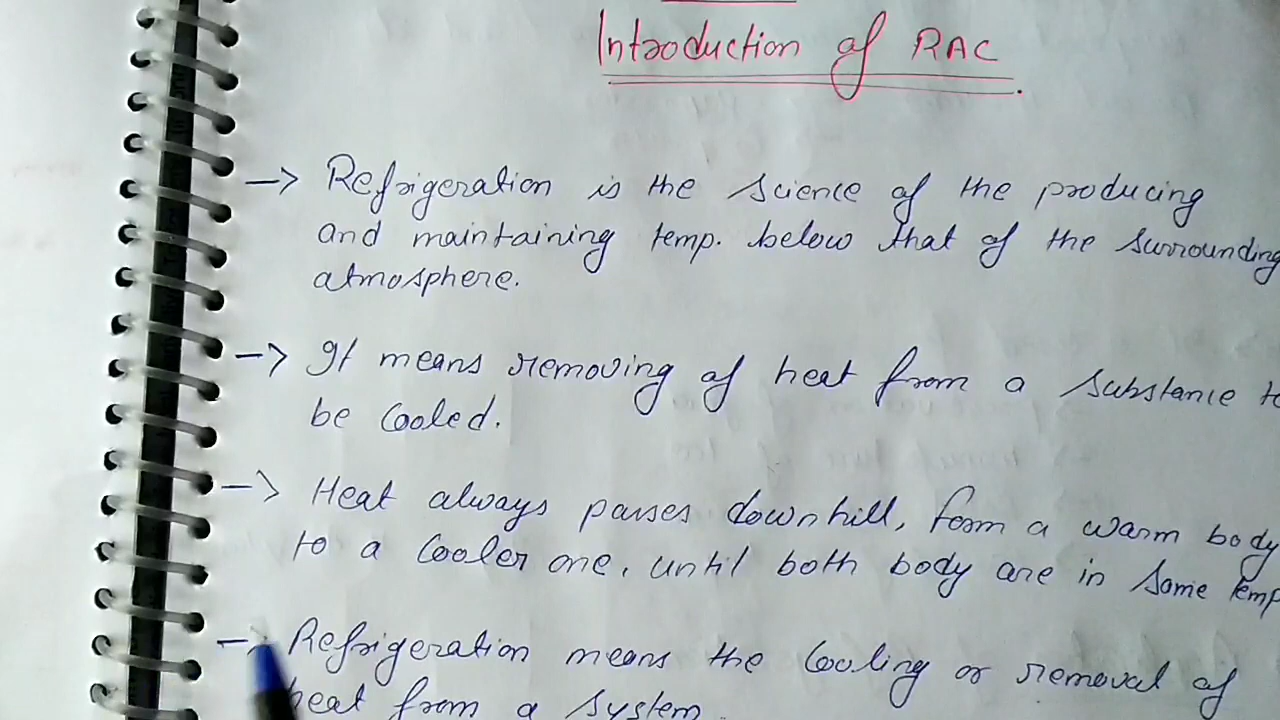 Introduction of RAC
→ Refrigeration is the science of the producing
and maintaining temp. below that of the surrounding
atmosphere.
→ It means removing of heat from a substance to
be cooled.
→ Heat always passes downhill, form a warm body
to a cooler one, until both body are in same temp
→ Refrigeration means the cooling or removal of
heat from a system.